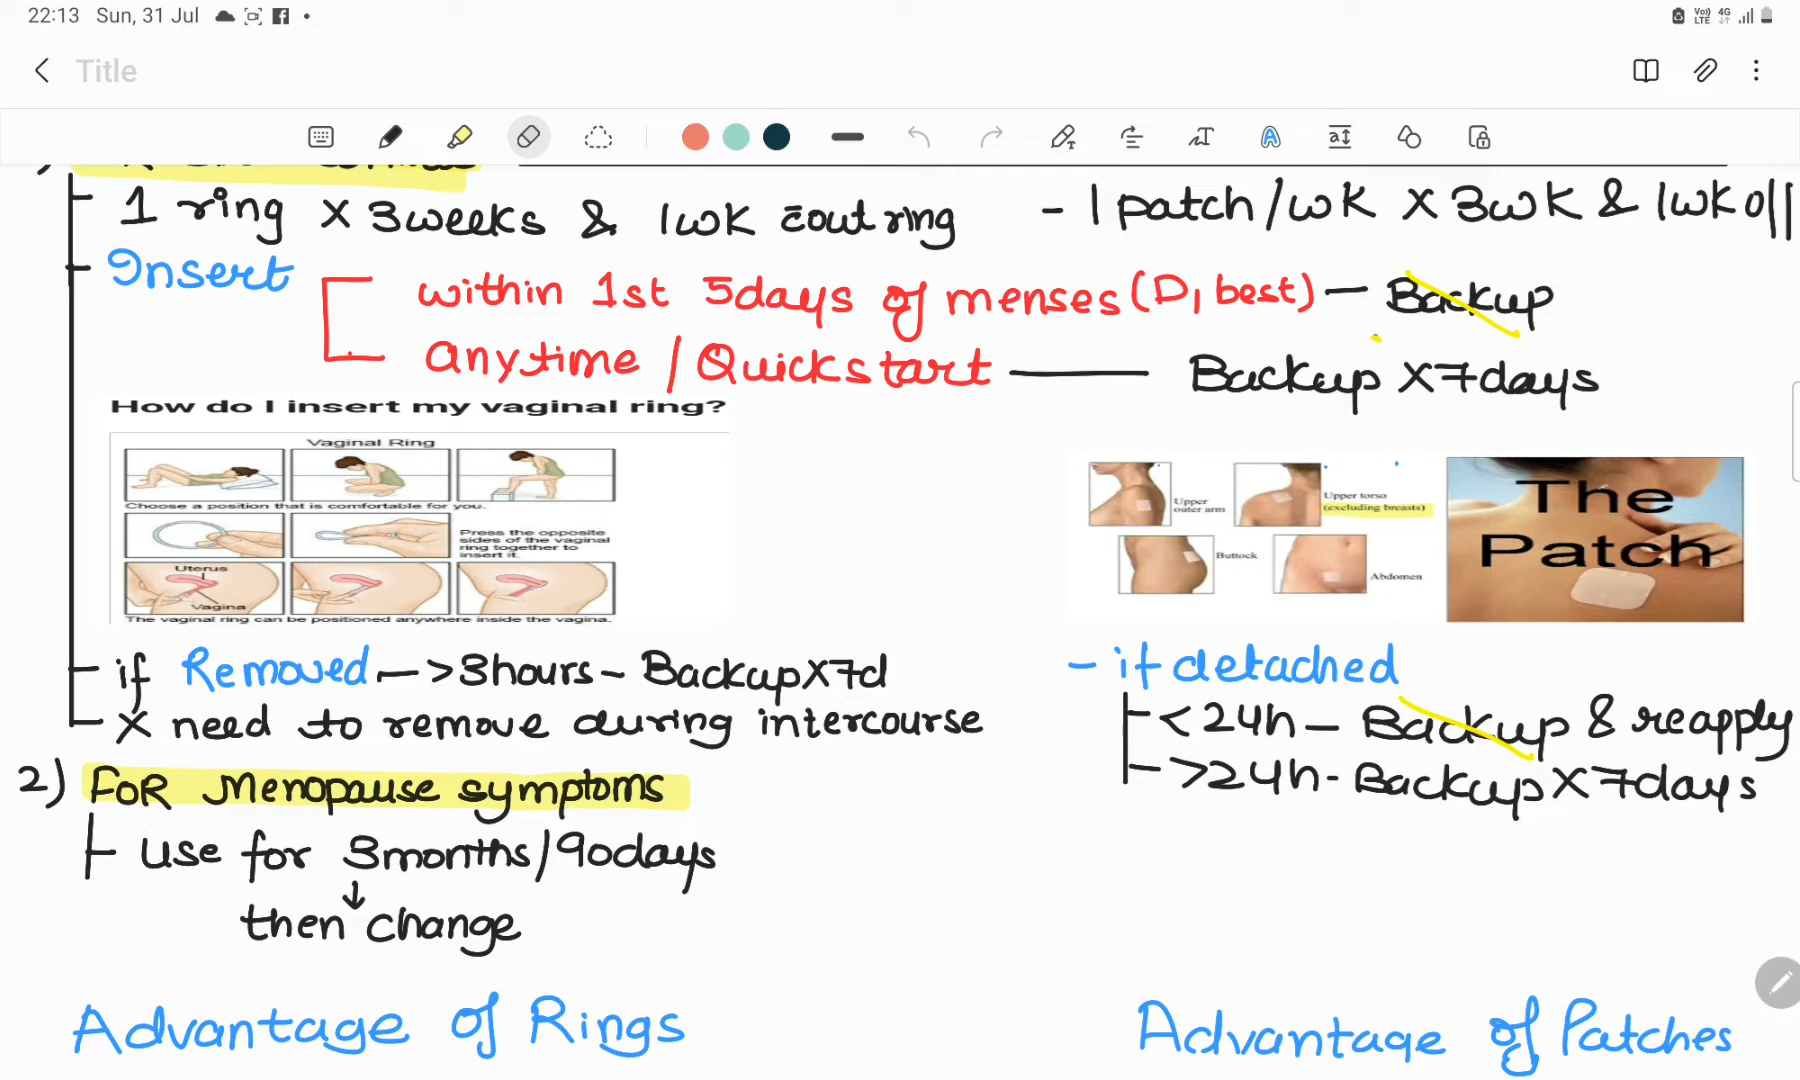 22:13 Sun, 31 Jul
Title
1 ring X 3weeks & 1wk c̄out ring
- 1 patch/wk X 3wk & 1wk off
Insert
within 1st 5days of menses (D1 best) - Backup
anytime / Quickstart - Backup X7days
How do I insert my vaginal ring?
Vaginal Ring
Choose a position that is comfortable for you.
Press the opposite
sides of the vaginal
ring together to
insert it.
Uterus
Vagina
The vaginal ring can be positioned anywhere inside the vagina.
Upper
outer arm
Upper torso
(excluding breasts)
Buttock
Abdomen
The
Patch
if Removed - >3hours - Backup X7d
X need to remove during intercourse
- if detached
<24h - Backup & reapply
>24h - Backup X 7days
2) FOR Menopause symptoms
Use for 3months/90days
↓
then change
Advantage of Rings
Advantage of Patches